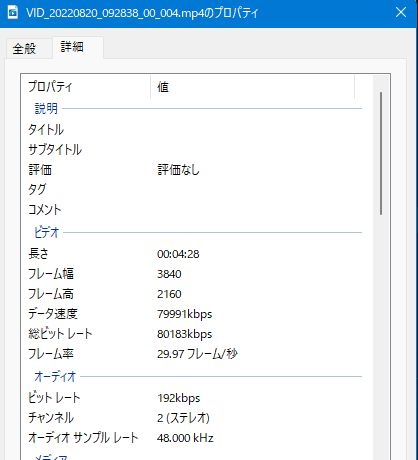 VID_20220820_092838_00_004.mp4のプロパティ
全般 詳細
プロパティ 値
説明
タイトル
サブタイトル
評価 評価なし
タグ
コメント
ビデオ
長さ 00:04:28
フレーム幅 3840
フレーム高 2160
データ速度 79991kbps
総ビット レート 80183kbps
フレーム率 29.97 フレーム/秒
オーディオ
ビット レート 192kbps
チャンネル 2 (ステレオ)
オーディオ サンプル レート 48.000 kHz
メディア